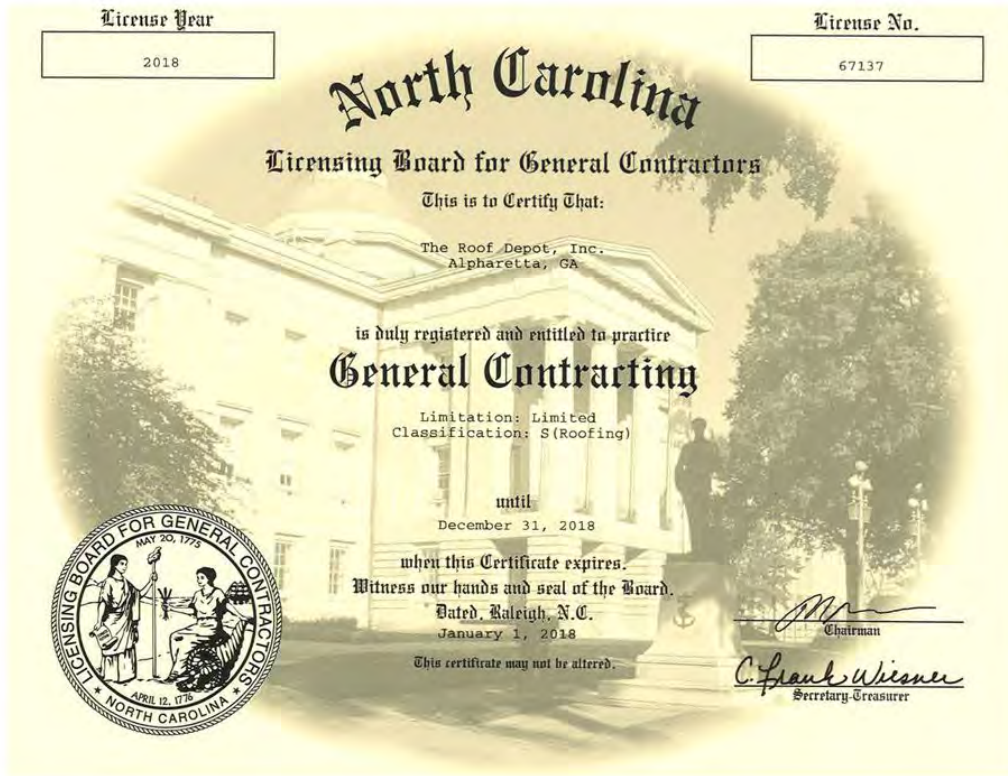 License Year
2018
License No.
67137
North Carolina
Licensing Board for General Contractors
This is to Certify That:
The Roof Depot, Inc.
Alpharetta, GA
is duly registered and entitled to practice
General Contracting
Limitation: Limited
Classification: S(Roofing)
until
December 31, 2018
when this Certificate expires.
Witness our hands and seal of the Board.
Dated, Raleigh, N.C.
January 1, 2018
This certificate may not be altered.
LICENSING BOARD FOR GENERAL CONTRACTORS
MAY 20, 1775
APRIL 12, 1776
NORTH CAROLINA
Chairman
C. Frank Wiesner
Secretary-Treasurer